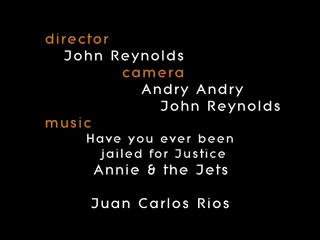 director
John Reynolds
camera
Andry Andry
John Reynolds
music
Have you ever been
jailed for Justice
Annie & the Jets
Juan Carlos Rios